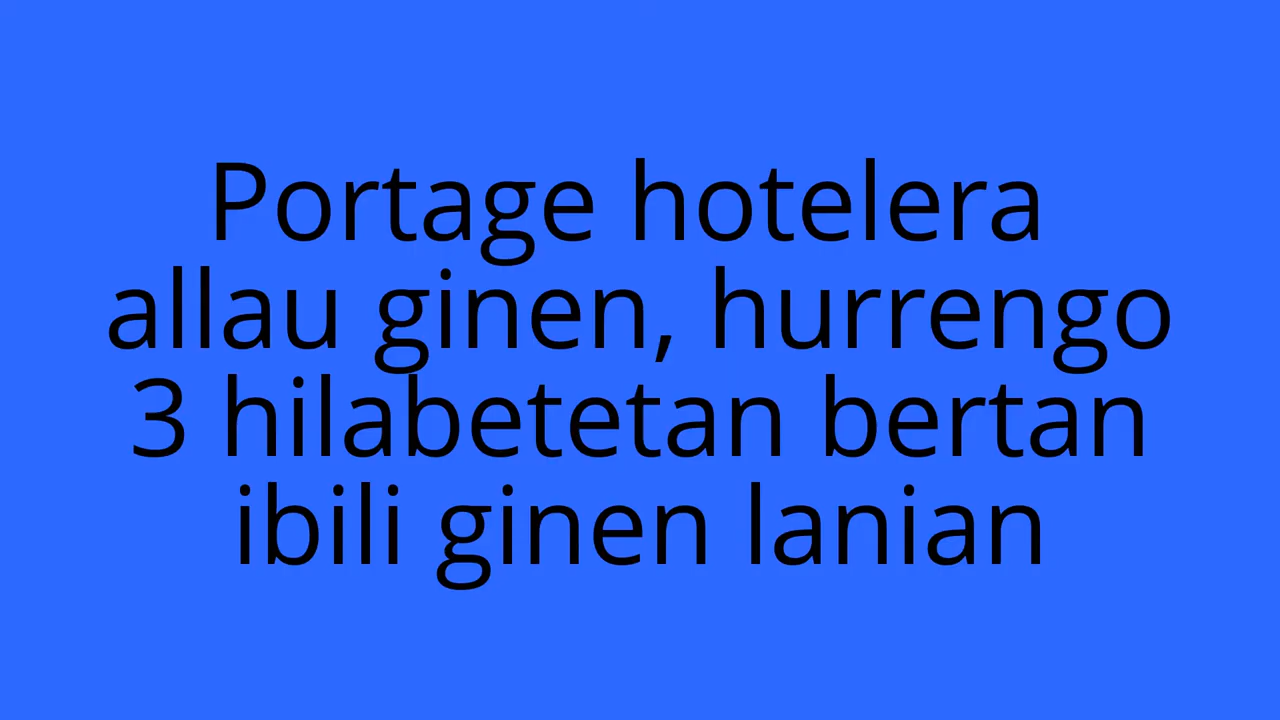 Portage hotelera
allau ginen, hurrengo
3 hilabetetan bertan
ibili ginen lanian